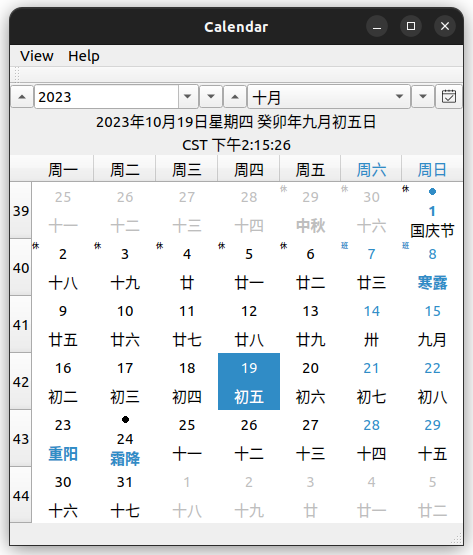 Calendar
View Help
2023 十月
2023年10月19日星期四 癸卯年九月初五日
CST 下午2:15:26
周一 周二 周三 周四 周五 周六 周日
39 25 26 27 28 休 29 休 30 休 1
十一 十二 十三 十四 中秋 十六 国庆节
40 休 2 休 3 休 4 休 5 休 6 班 7 班 8
十八 十九 廿 廿一 廿二 廿三 寒露
41 9 10 11 12 13 14 15
廿五 廿六 廿七 廿八 廿九 卅 九月
42 16 17 18 19 20 21 22
初二 初三 初四 初五 初六 初七 初八
43 23 24 25 26 27 28 29
重阳 霜降 十一 十二 十三 十四 十五
44 30 31 1 2 3 4 5
十六 十七 十八 十九 廿 廿一 廿二